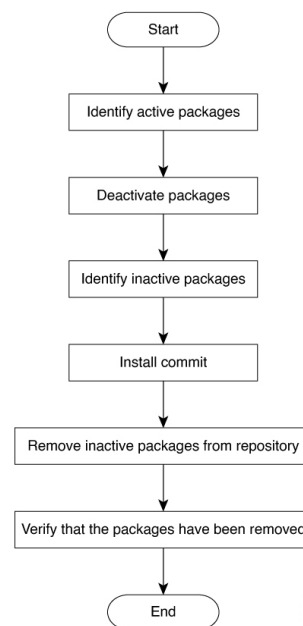 Start
Identify active packages
Deactivate packages
Identify inactive packages
Install commit
Remove inactive packages from repository
Verify that the packages have been removed
End